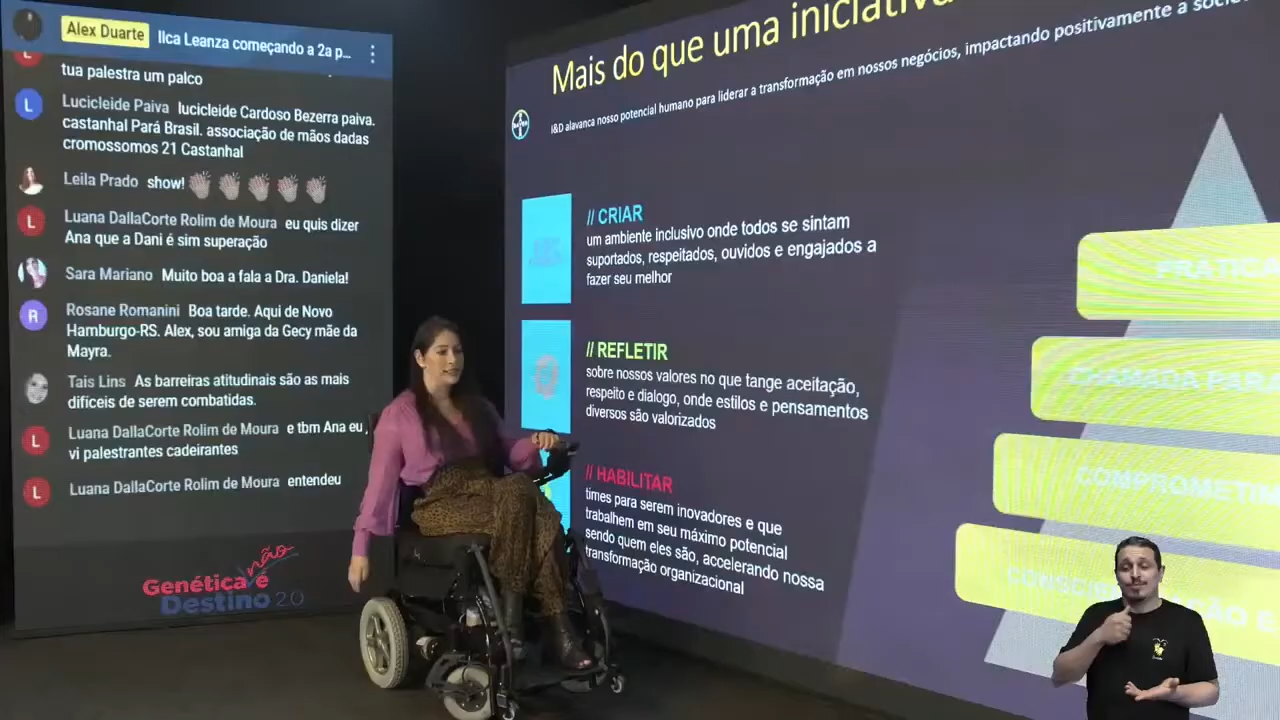 Alex Duarte Ilca Leanza começando a 2a p...
tua palestra um palco
L
Lucicleide Paiva lucicleide Cardoso Bezerra paiva.
castanhal Pará Brasil. associação de mãos dadas
cromossomos 21 Castanhal
Leila Prado show!
L
Luana DallaCorte Rolim de Moura eu quis dizer
Ana que a Dani é sim superação
Sara Mariano Muito boa a fala a Dra. Daniela!
R
Rosane Romanini Boa tarde. Aqui de Novo
Hamburgo-RS. Alex, sou amiga da Gecy mãe da
Mayra.
Tais Lins As barreiras atitudinais são as mais
difíceis de serem combatidas.
L
Luana DallaCorte Rolim de Moura e tbm Ana eu
vi palestrantes cadeirantes
L
Luana DallaCorte Rolim de Moura entendeu
não
Genética é
Destino 2.0
Mais do que uma iniciativa
I&D alavanca nosso potencial humano para liderar a transformação em nossos negócios, impactando positivamente a
BAYER
// CRIAR
um ambiente inclusivo onde todos se sintam
suportados, respeitados, ouvidos e engajados a
fazer seu melhor
// REFLETIR
sobre nossos valores no que tange aceitação,
respeito e dialogo, onde estilos e pensamentos
diversos são valorizados
// HABILITAR
times para serem inovadores e que
trabalhem em seu máximo potencial
sendo quem eles são, accelerando nossa
transformação organizacional
CHAMADA PARA